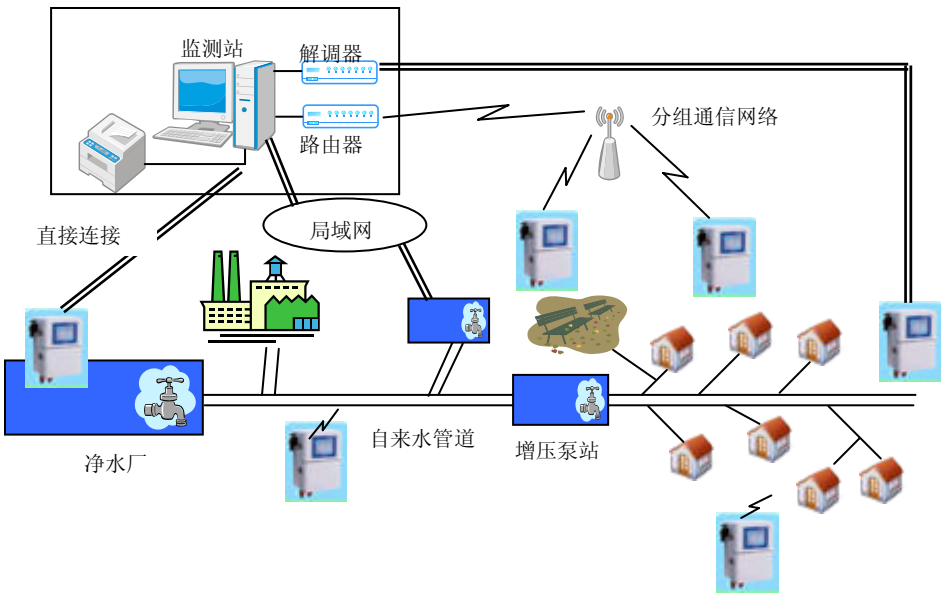 监测站
解调器
路由器
分组通信网络
直接连接
局域网
自来水管道
增压泵站
净水厂